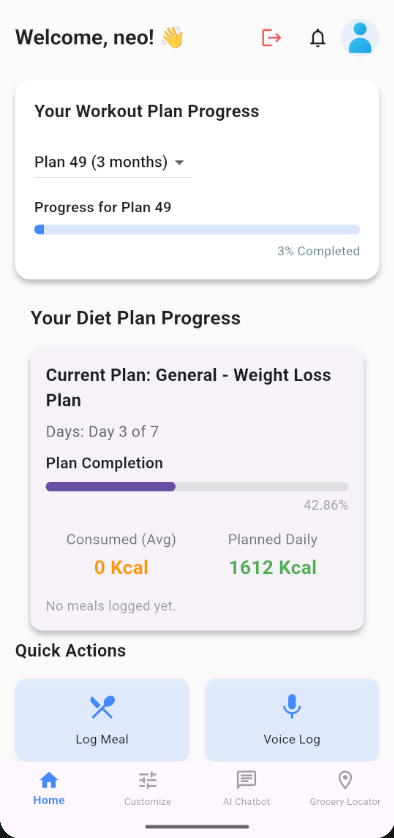 Welcome, neo! 👋
Your Workout Plan Progress
Plan 49 (3 months)
Progress for Plan 49
3% Completed
Your Diet Plan Progress
Current Plan: General - Weight Loss
Plan
Days: Day 3 of 7
Plan Completion
42.86%
Consumed (Avg) Planned Daily
0 Kcal 1612 Kcal
No meals logged yet.
Quick Actions
Log Meal Voice Log
Home Customize AI Chatbot Grocery Locator